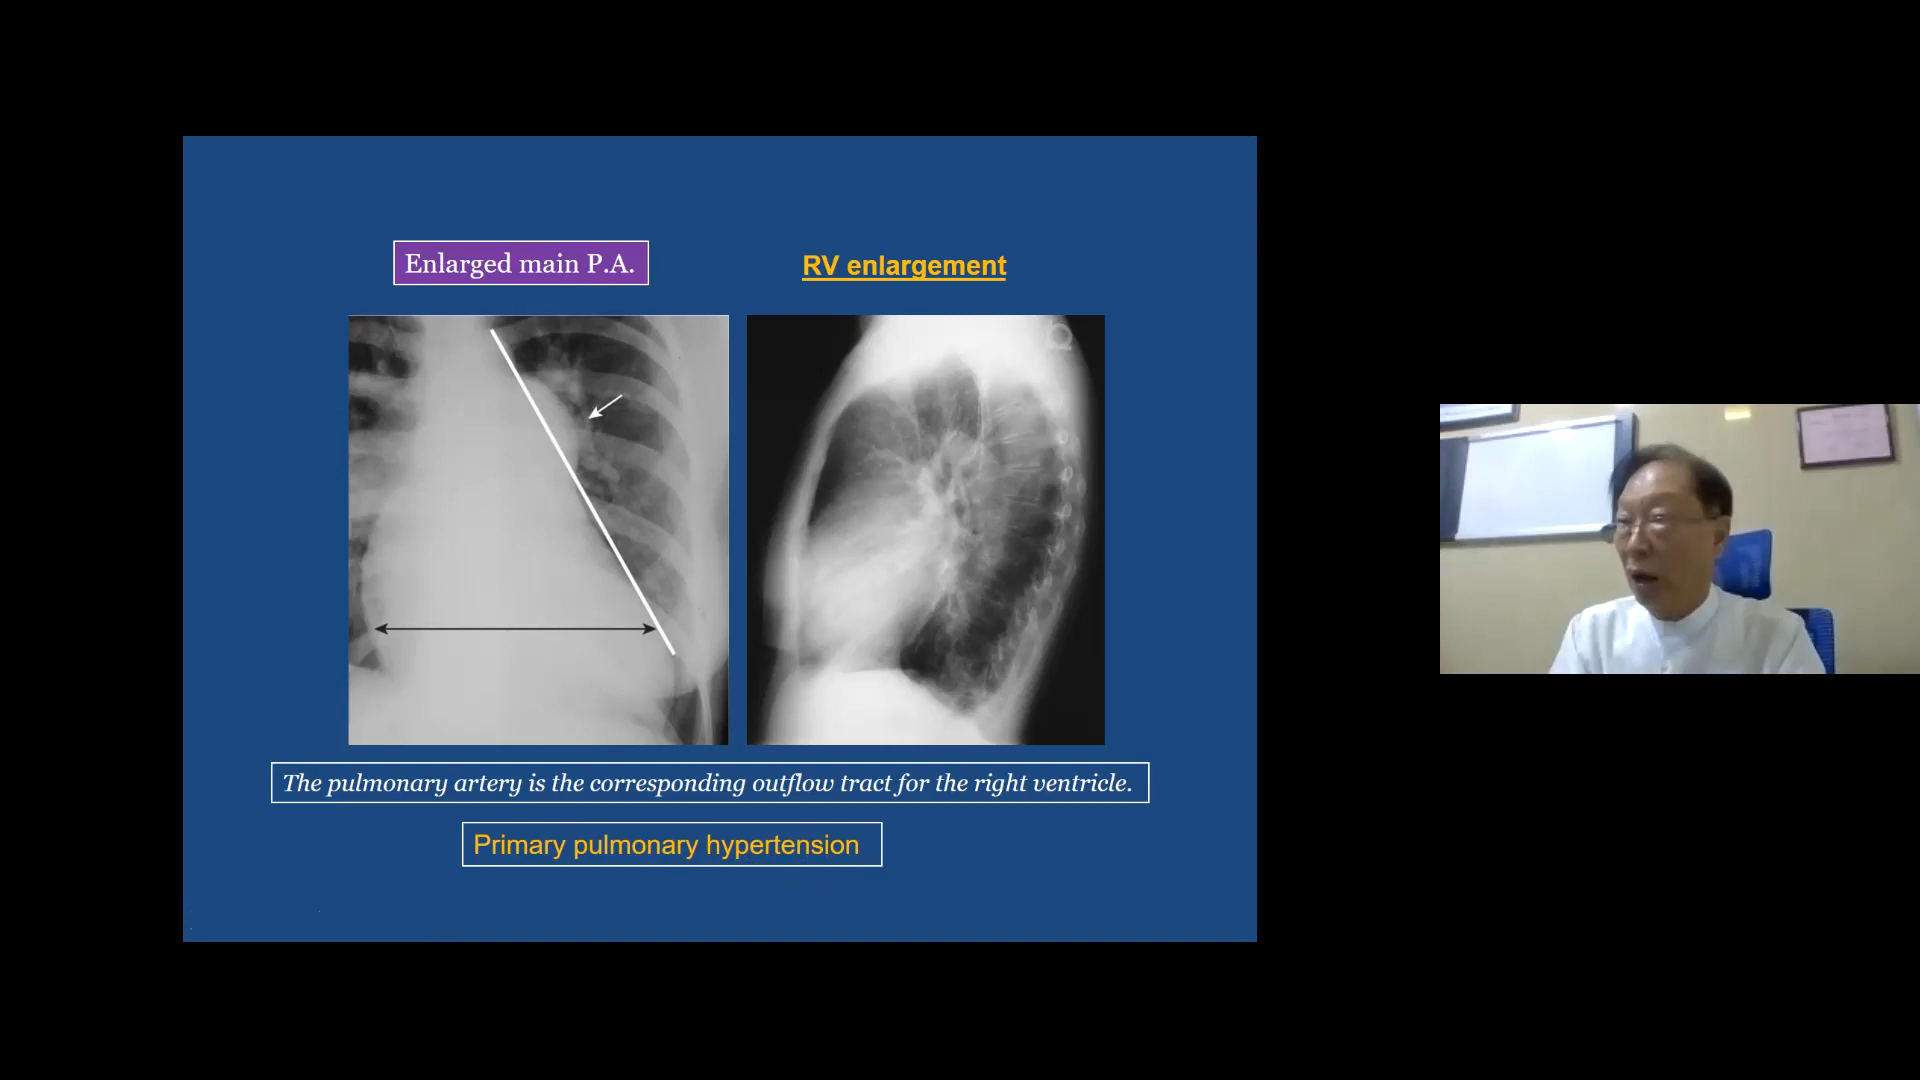 Enlarged main P.A.
RV enlargement
The pulmonary artery is the corresponding outflow tract for the right ventricle.
Primary pulmonary hypertension